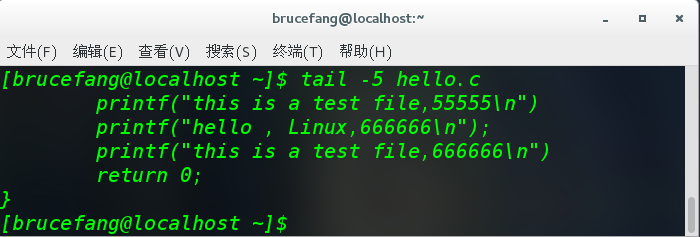 brucefang@localhost:~
文件(F) 编辑(E) 查看(V) 搜索(S) 终端(T) 帮助(H)
[brucefang@localhost ~]$ tail -5 hello.c
        printf("this is a test file,55555\n")
        printf("hello , Linux,666666\n");
        printf("this is a test file,666666\n")
        return 0;
}
[brucefang@localhost ~]$